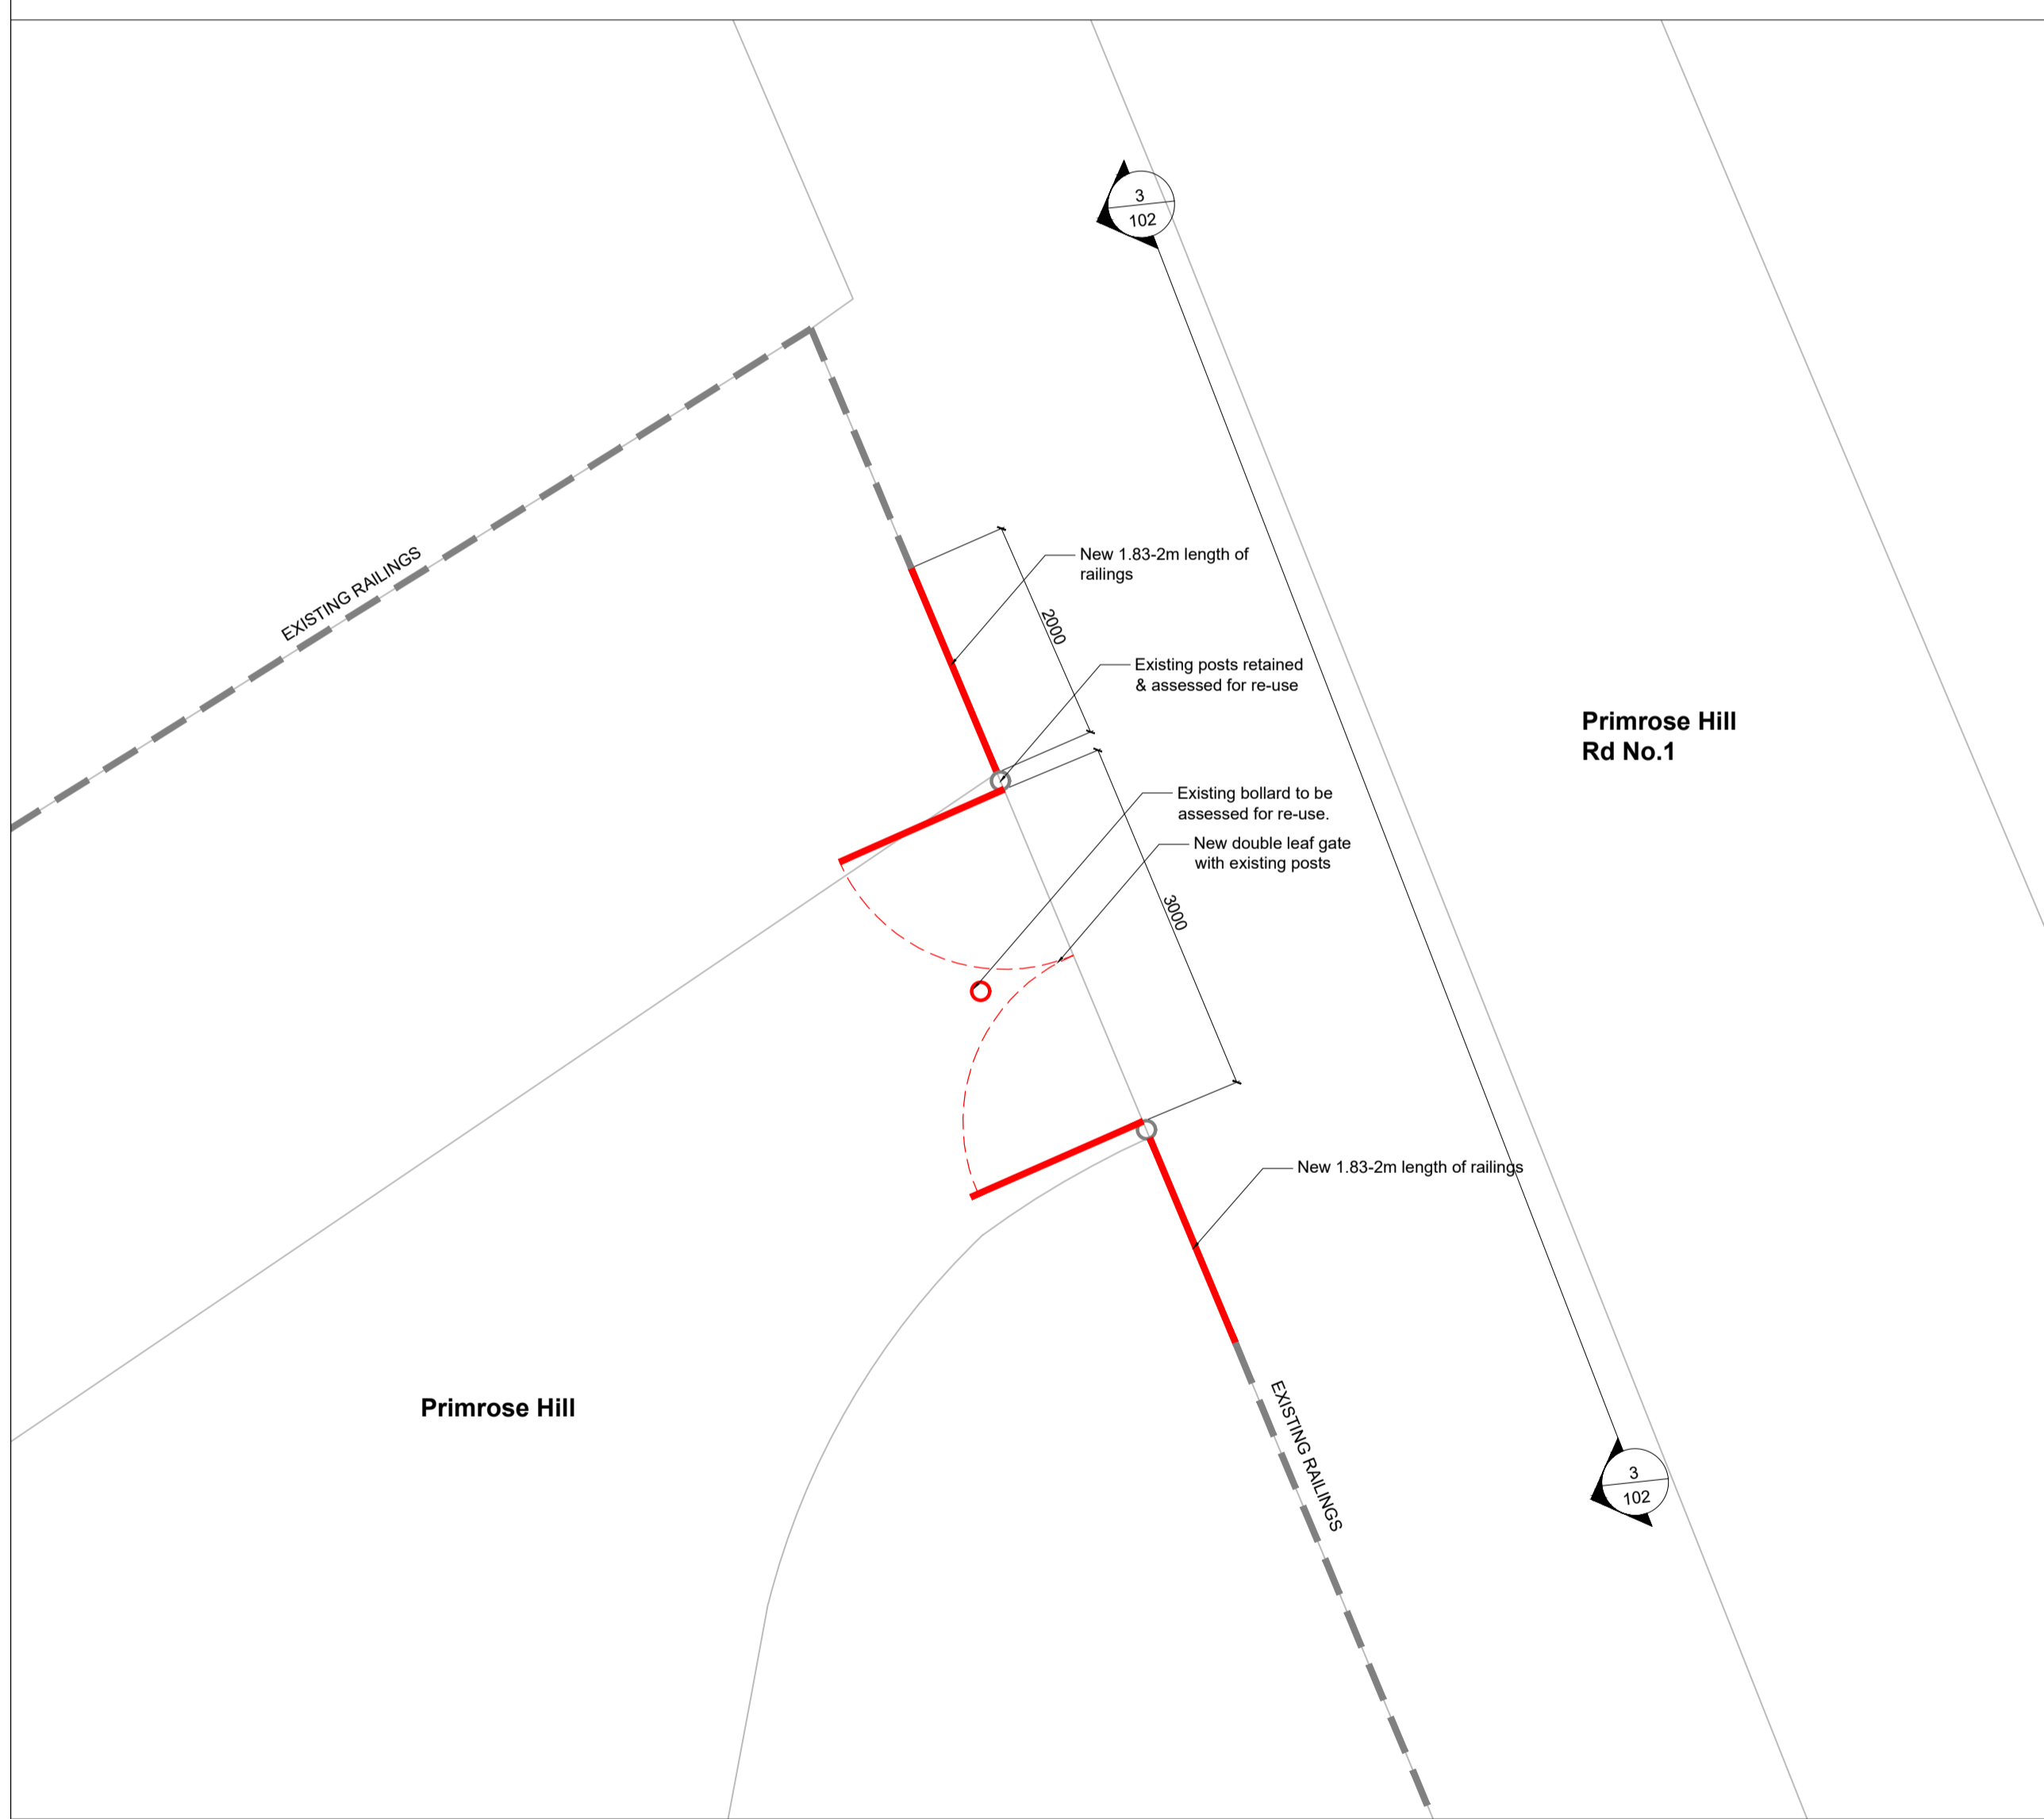 3
102
EXISTING RAILINGS
New 1.83-2m length of
railings
2000
Existing posts retained
& assessed for re-use
Primrose Hill
Rd No.1
Existing bollard to be
assessed for re-use.
New double leaf gate
with existing posts
3000
New 1.83-2m length of railings
Primrose Hill
EXISTING RAILINGS
3
102